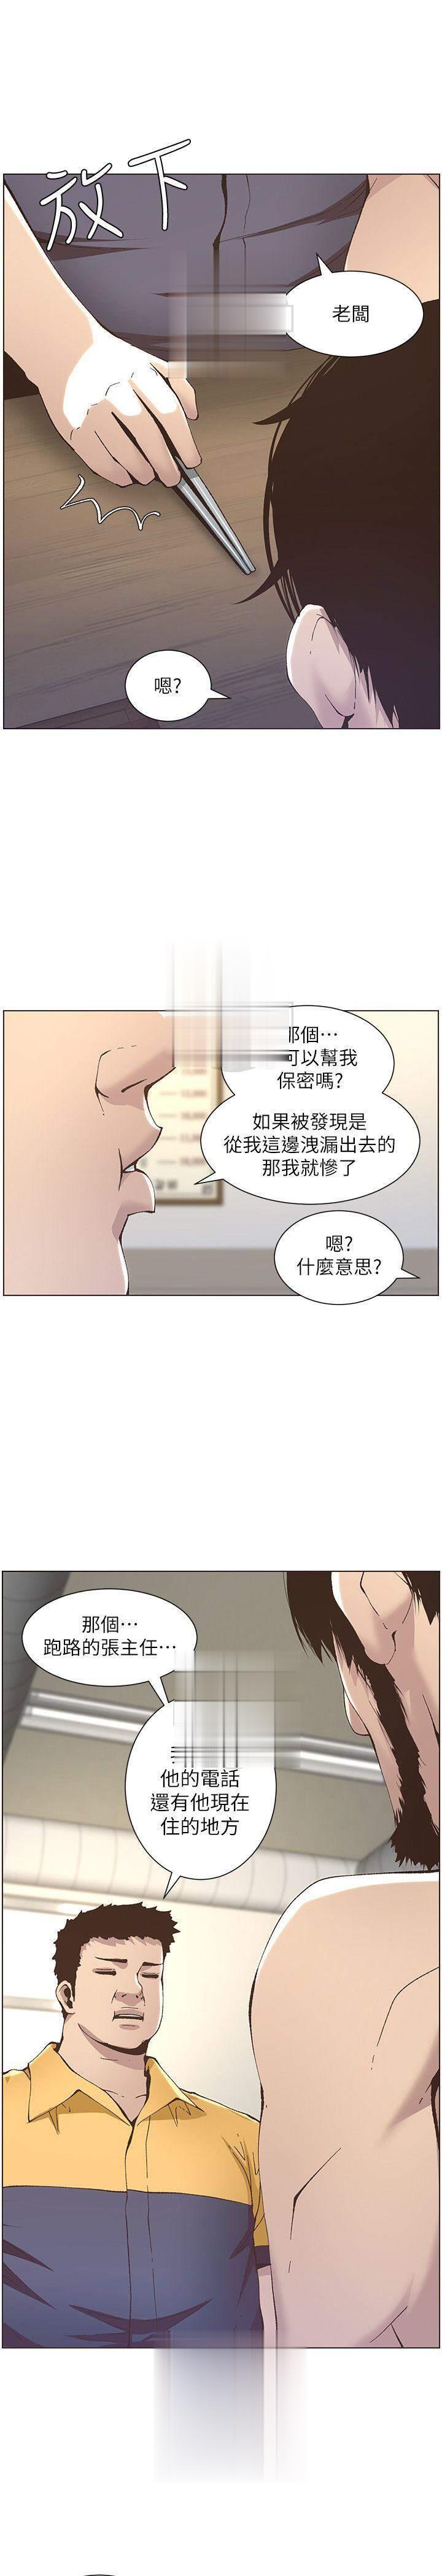 放下
老闆
嗯?
那個…
可以幫我
保密嗎?
如果被發現是
從我這邊洩漏出去的
那我就慘了
嗯?
什麼意思?
那個…
跑路的張主任…
他的電話
還有他現在
住的地方